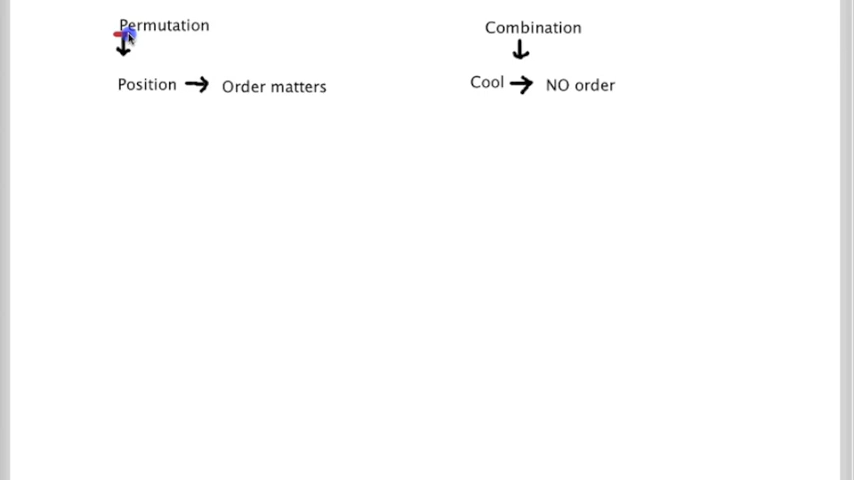 Permutation
Combination
Position → Order matters
Cool → NO order